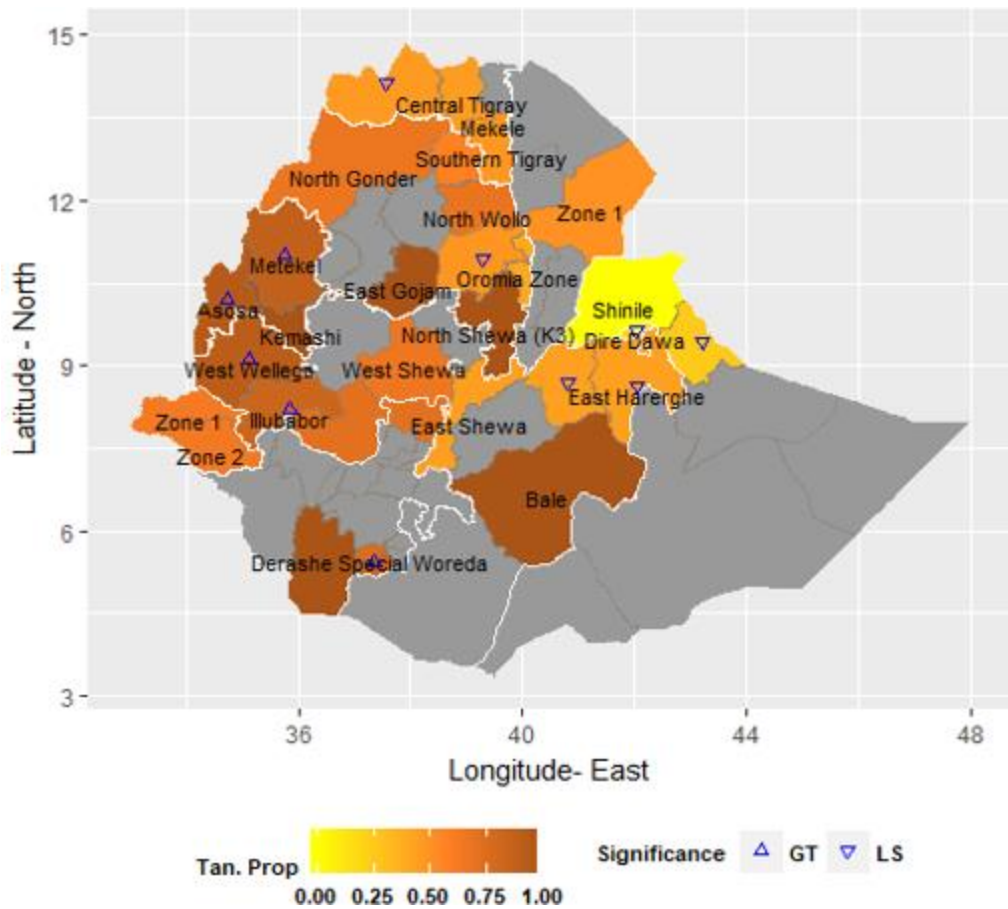 15
Central Tigray
Mekele
Southern Tigray
North Gonder
12
Zone 1
North Wollo
Metekel
Oromia Zone
East Gojam
Shinile
Asosa
Kemashi
North Shewa (K3)
Dire Dawa
9
West Wellega
West Shewa
East Harerghe
Zone 1
Illubabor
East Shewa
Zone 2
Bale
6
Derashe Special Woreda
3
Latitude - North
36 40 44 48
Longitude- East
Tan. Prop
0.00 0.25 0.50 0.75 1.00
Significance GT LS